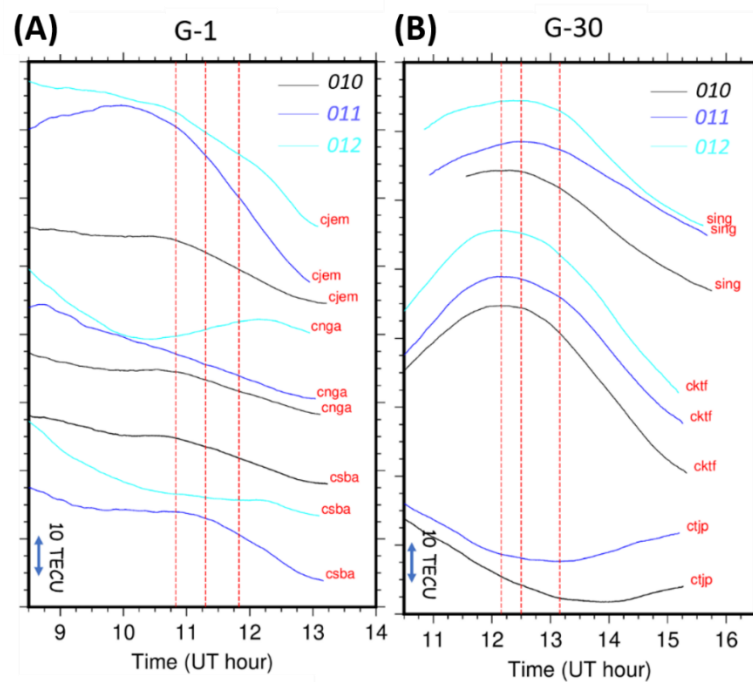 (A)
G-1
010
011
012
cjem
cjem
cjem
cnga
cnga
cnga
csba
csba
csba
10 TECU
9 10 11 12 13 14
Time (UT hour)
(B)
G-30
010
011
012
sing
sing
sing
cktf
cktf
cktf
ctjp
ctjp
10 TECU
11 12 13 14 15 16
Time (UT hour)